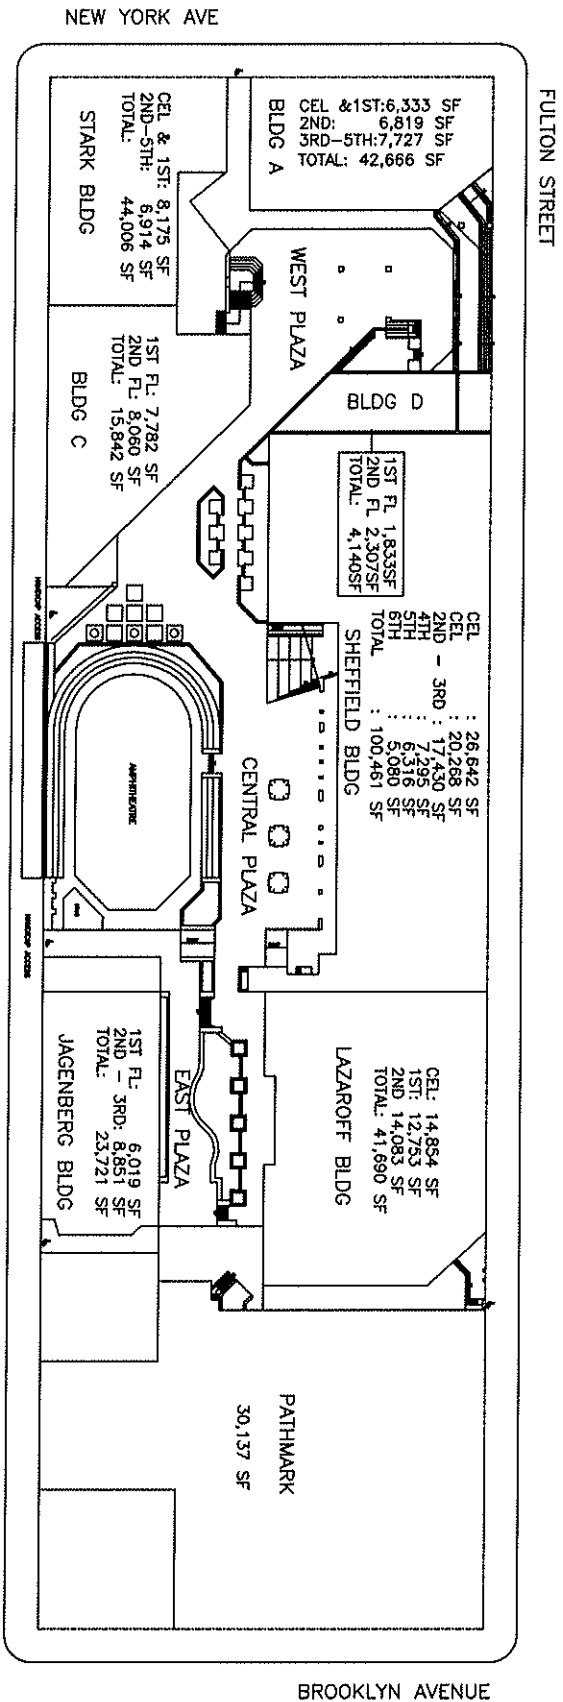 NEW YORK AVE
FULTON STREET
BLDG A
CEL &1ST:6,333 SF
2ND: 6,819 SF
3RD-5TH:7,727 SF
TOTAL: 42,666 SF
STARK BLDG
CEL & 1ST: 8,175 SF
2ND-5TH: 6,914 SF
TOTAL: 44,006 SF
WEST PLAZA
BLDG D
1ST FL 1,833SF
2ND FL 2,307SF
TOTAL: 4,140SF
BLDG C
1ST FL: 7,782 SF
2ND FL: 8,060 SF
TOTAL: 15,842 SF
HANDICAP ACCESS
SHEFFIELD BLDG
CEL : 26,642 SF
CEL : 20,268 SF
2ND - 3RD : 17,430 SF
4TH : 7,295 SF
5TH : 6,316 SF
6TH : 5,080 SF
TOTAL : 100,461 SF
CENTRAL PLAZA
AMPHITHEATRE
HANDICAP ACCESS
LAZAROFF BLDG
CEL: 14,854 SF
1ST: 12,753 SF
2ND 14,083 SF
TOTAL: 41,690 SF
EAST PLAZA
JAGENBERG BLDG
1ST FL: 6,019 SF
2ND - 3RD: 8,851 SF
TOTAL: 23,721 SF
PATHMARK
30,137 SF
BROOKLYN AVENUE